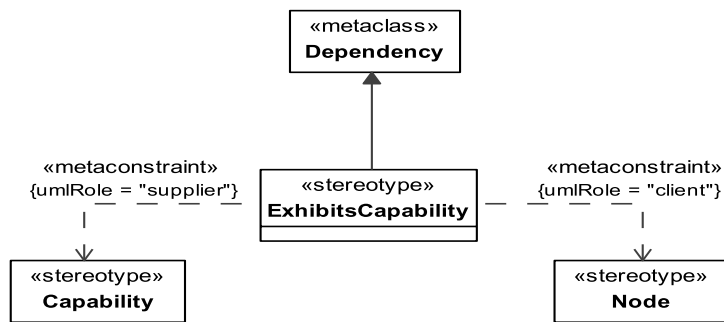 «metaclass»
Dependency
«metaconstraint»
{umlRole = "supplier"}
«stereotype»
ExhibitsCapability
«metaconstraint»
{umlRole = "client"}
«stereotype»
Capability
«stereotype»
Node